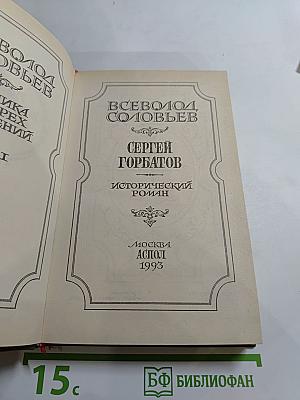 ВСЕВОЛОД
СОЛОВЬЕВ
СЕРГЕЙ
ГОРБАТОВ
ИСТОРИЧЕСКИЙ
РОМАН
МОСКВА
АСПОЛ
1993
15с
БФ БИБЛИОФАН